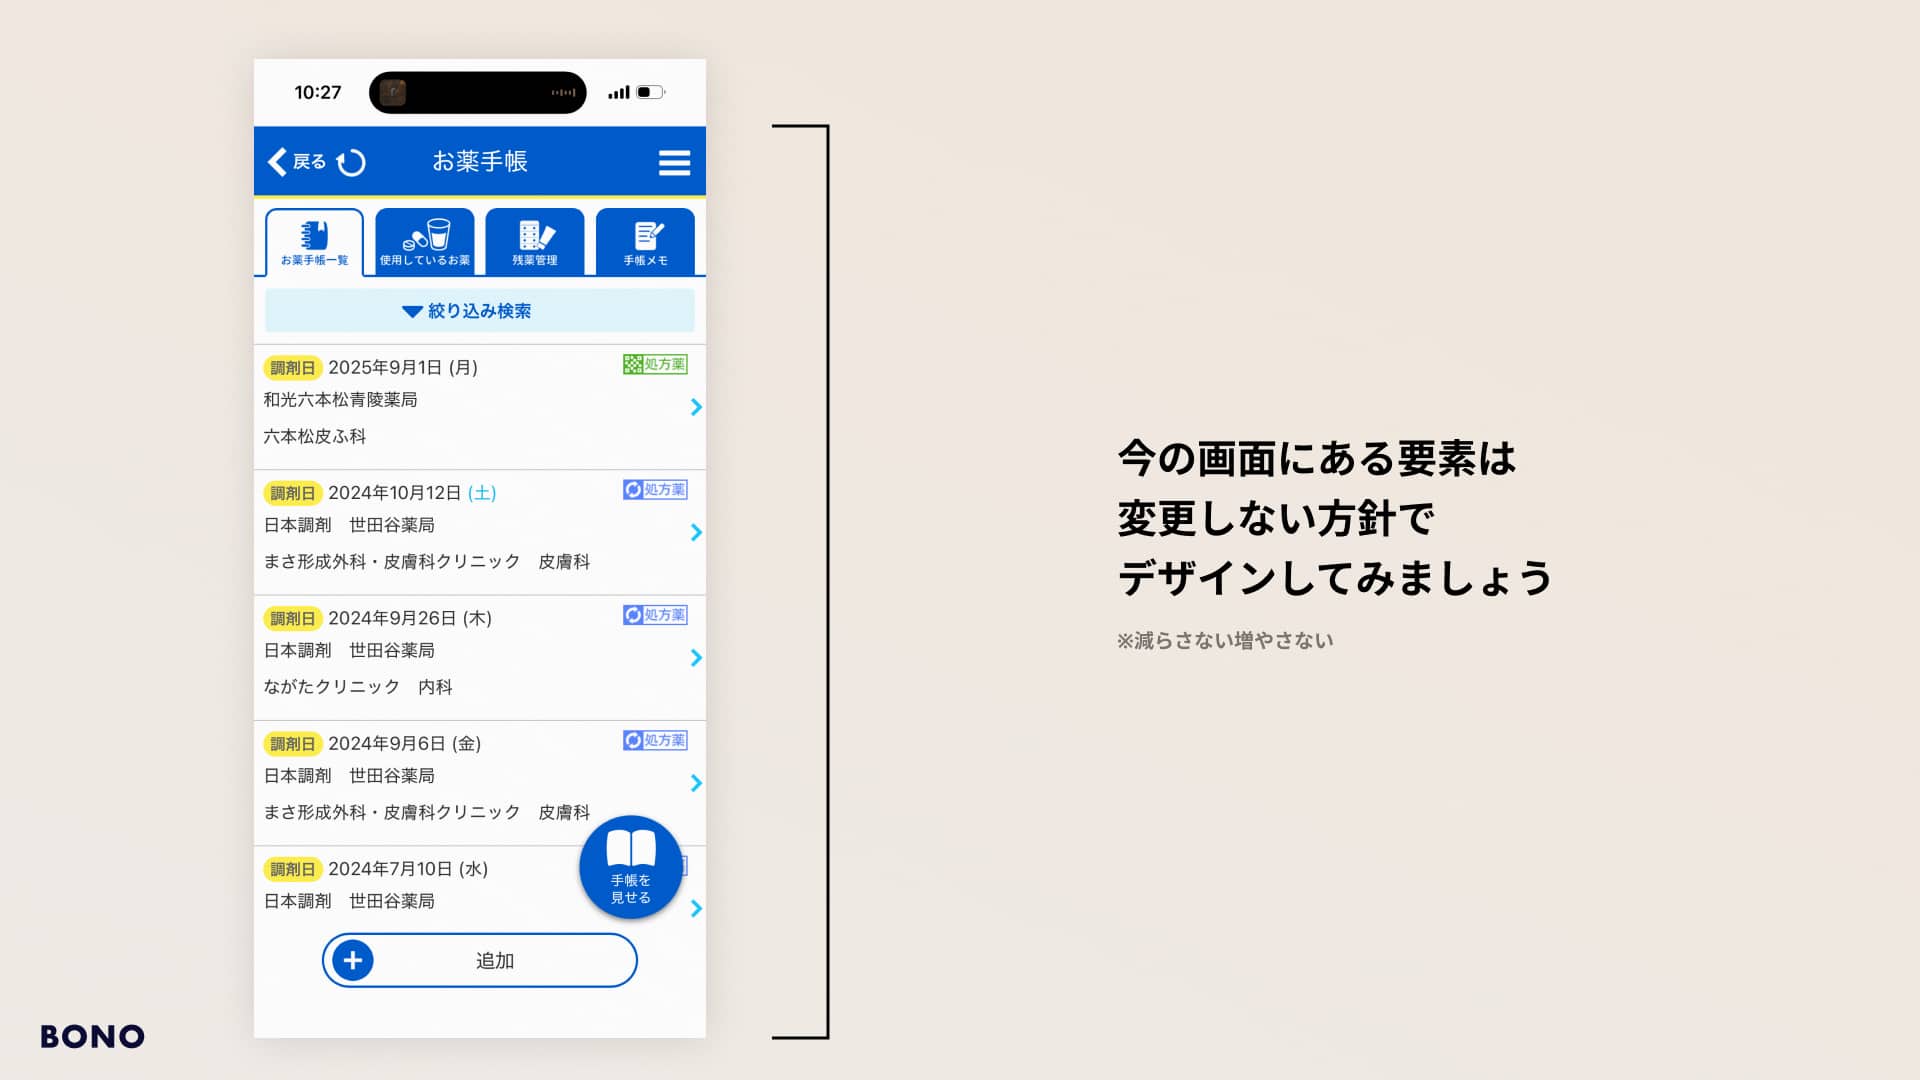 10:27
戻る
お薬手帳
お薬手帳一覧
使用しているお薬
残薬管理
手帳メモ
絞り込み検索
調剤日 2025年9月1日 (月)
処方薬
和光六本松青陵薬局
六本松皮ふ科
調剤日 2024年10月12日 (土)
処方薬
日本調剤　世田谷薬局
まさ形成外科・皮膚科クリニック　皮膚科
調剤日 2024年9月26日 (木)
処方薬
日本調剤　世田谷薬局
ながたクリニック　内科
調剤日 2024年9月6日 (金)
処方薬
日本調剤　世田谷薬局
まさ形成外科・皮膚科クリニック　皮膚科
調剤日 2024年7月10日 (水)
日本調剤　世田谷薬局
手帳を
見せる
追加
今の画面にある要素は
変更しない方針で
デザインしてみましょう
※減らさない増やさない
BONO